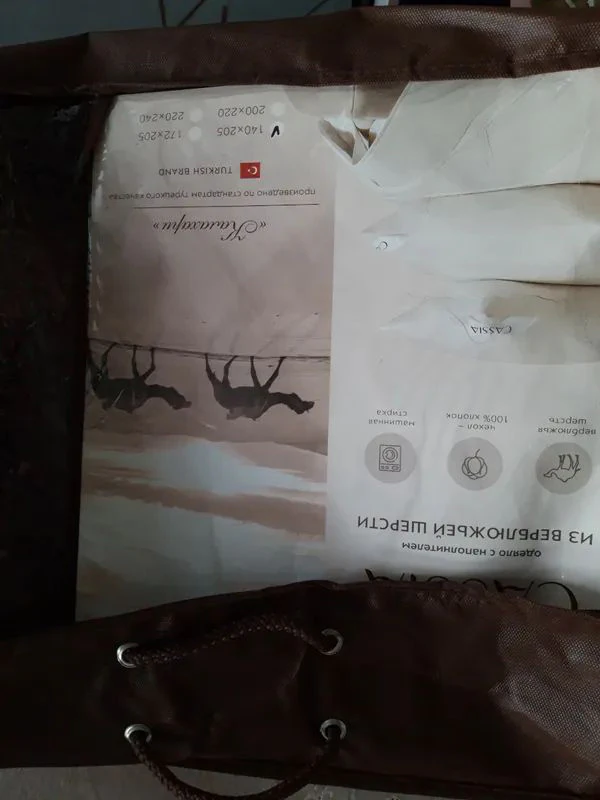 одеяло с наполнителем
ИЗ ВЕРБЛЮЖЬЕЙ ШЕРСТИ
верблюжья
шерсть
чехол –
100% хлопок
машинная
стирка
CASSIA
«Калахари»
произведено по стандартам турецкого качества
TURKISH BRAND
140×205
172×205
200×220
220×240